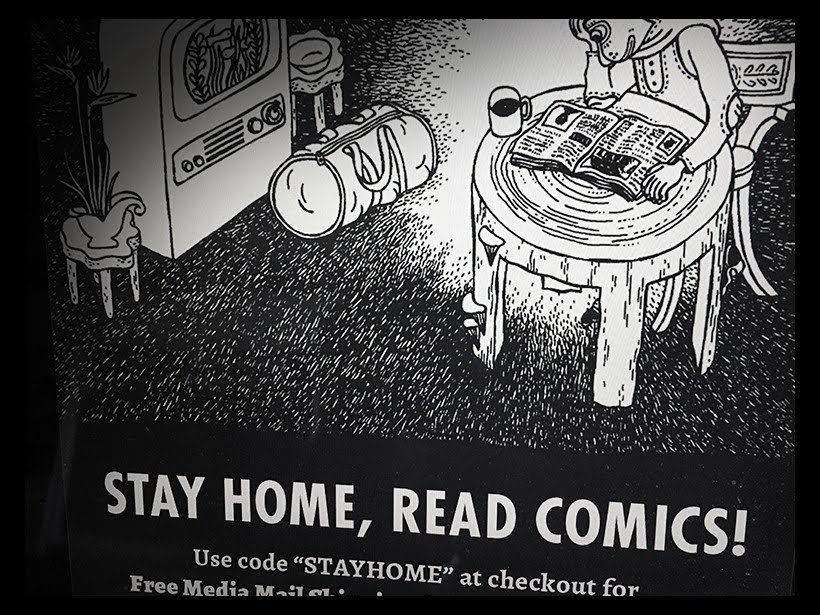 STAY HOME, READ COMICS!
Use code “STAYHOME” at checkout for
Free Media Mail